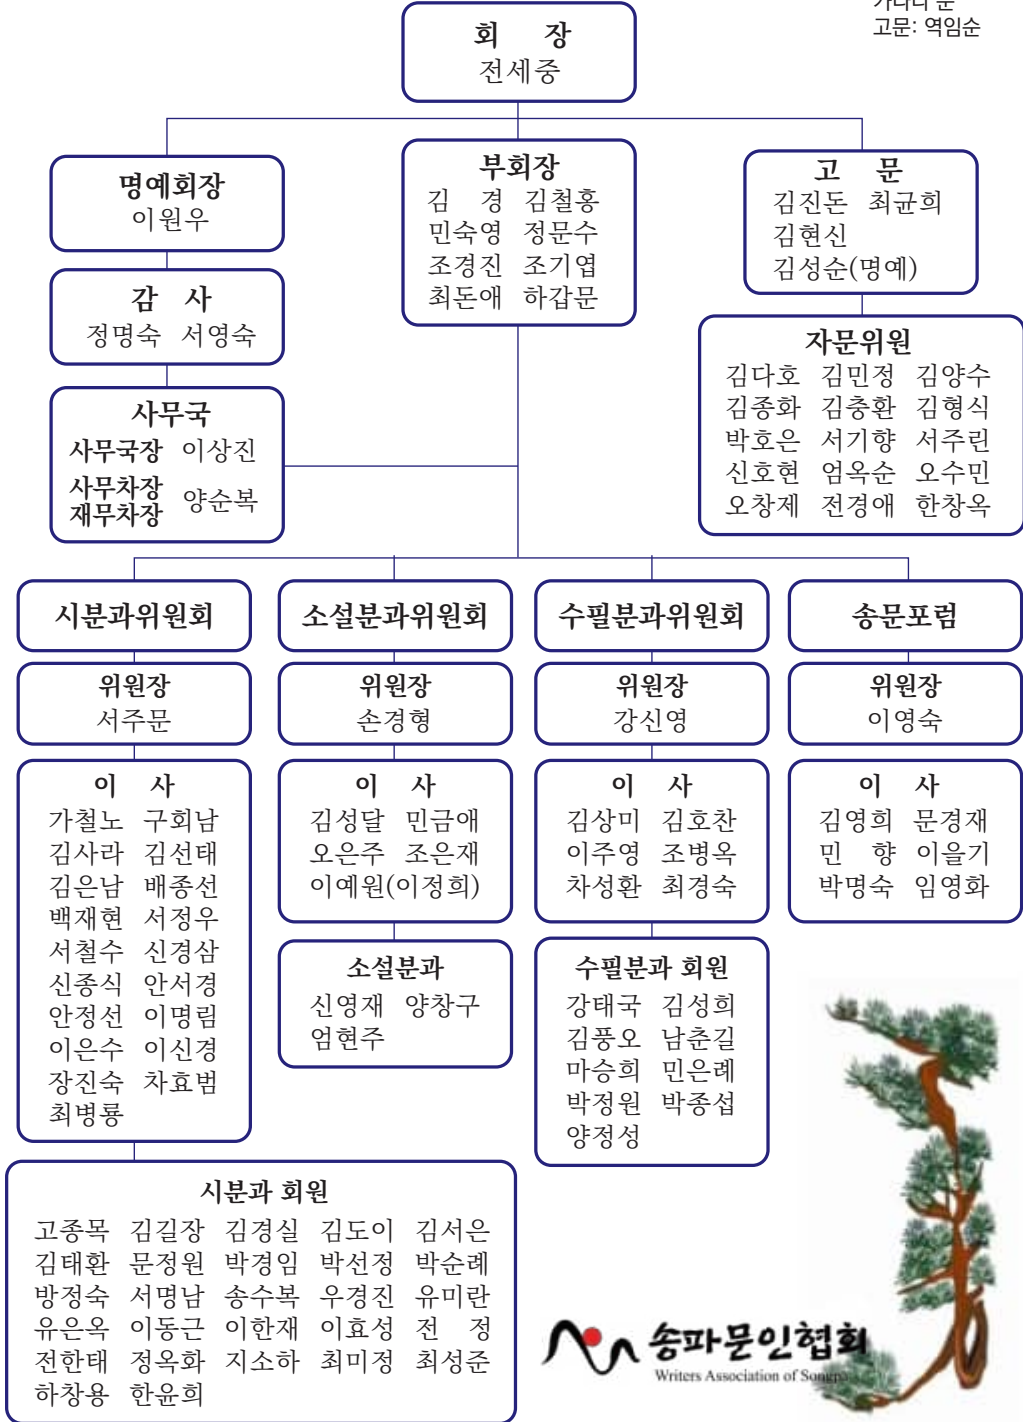 가나다 순
고문: 역임순
회 장
전세중
명예회장
이원우
부회장
김 경 김철홍
민숙영 정문수
조경진 조기엽
최돈애 하갑문
고 문
김진돈 최균희
김현신
김성순(명예)
감 사
정명숙 서영숙
자문위원
김다호 김민정 김양수
김종화 김충환 김형식
박호은 서기향 서주린
신호현 엄옥순 오수민
오창제 전경애 한창옥
사무국
사무국장 이상진
사무차장
재무차장 양순복
시분과위원회
위원장
서주문
이 사
가철노 구회남
김사라 김선태
김은남 배종선
백재현 서정우
서철수 신경삼
신종식 안서경
안정선 이명림
이은수 이신경
장진숙 차효범
최병룡
시분과 회원
고종목 김길장 김경실 김도이 김서은
김태환 문정원 박경임 박선정 박순례
방정숙 서명남 송수복 우경진 유미란
유은옥 이동근 이한재 이효성 전 정
전한태 정옥화 지소하 최미정 최성준
하창용 한윤희
소설분과위원회
위원장
손경형
이 사
김성달 민금애
오은주 조은재
이예원(이정희)
소설분과
신영재 양창구
엄현주
수필분과위원회
위원장
강신영
이 사
김상미 김호찬
이주영 조병옥
차성환 최경숙
수필분과 회원
강태국 김성희
김풍오 남춘길
마승희 민은례
박정원 박종섭
양정성
송문포럼
위원장
이영숙
이 사
김영희 문경재
민 향 이을기
박명숙 임영화
송파문인협회
Writers Association of Songpa